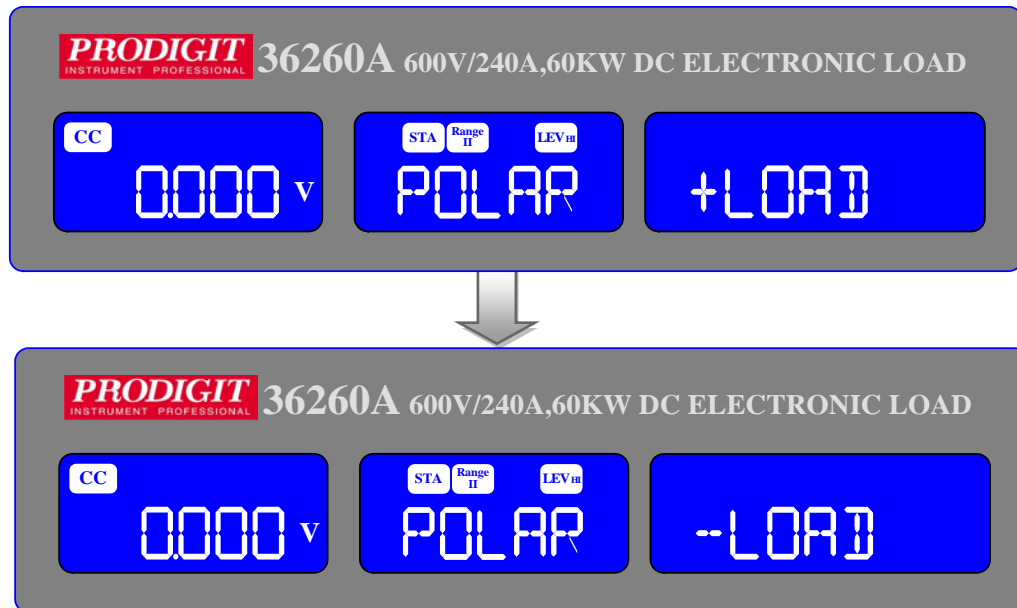 PRODIGIT
INSTRUMENT PROFESSIONAL
36260A 600V/240A,60KW DC ELECTRONIC LOAD
CC
0.000 V
STA Range II LEV HI
POLAR
+LOAD
PRODIGIT
INSTRUMENT PROFESSIONAL
36260A 600V/240A,60KW DC ELECTRONIC LOAD
CC
0.000 V
STA Range II LEV HI
POLAR
-LOAD